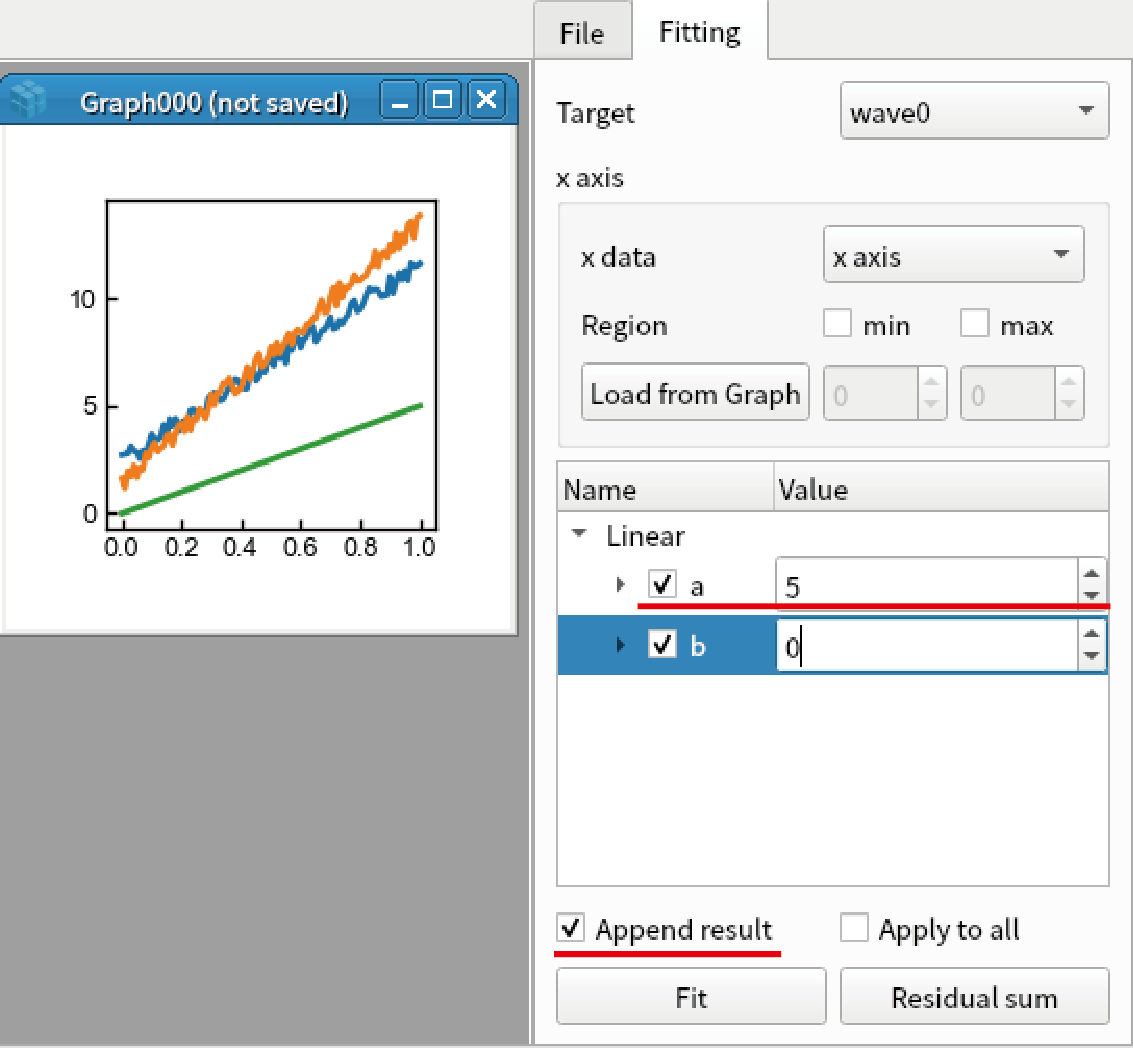 File
Fitting
Graph000 (not saved)
10
5
0
0.0 0.2 0.4 0.6 0.8 1.0
Target
wave0
x axis
x data
x axis
Region
min
max
Load from Graph
0
0
Name
Value
Linear
a
5
b
0
Append result
Apply to all
Fit
Residual sum